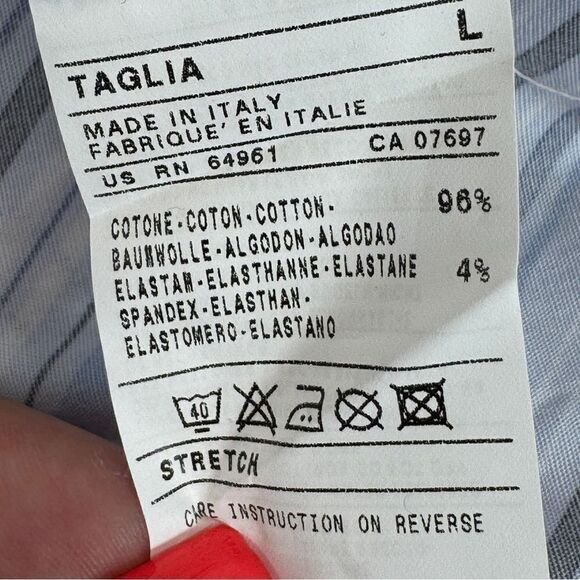 TAGLIA L
MADE IN ITALY
FABRIQUE' EN ITALIE
US RN 64961 CA 07697
COTONE-COTON-COTTON- 96%
BAUMWOLLE-ALGODON-ALGODAO
ELASTAM-ELASTHANNE-ELASTANE 4%
SPANDEX-ELASTHAN-
ELASTOMERO-ELASTANO
40
STRETCH
CARE INSTRUCTION ON REVERSE